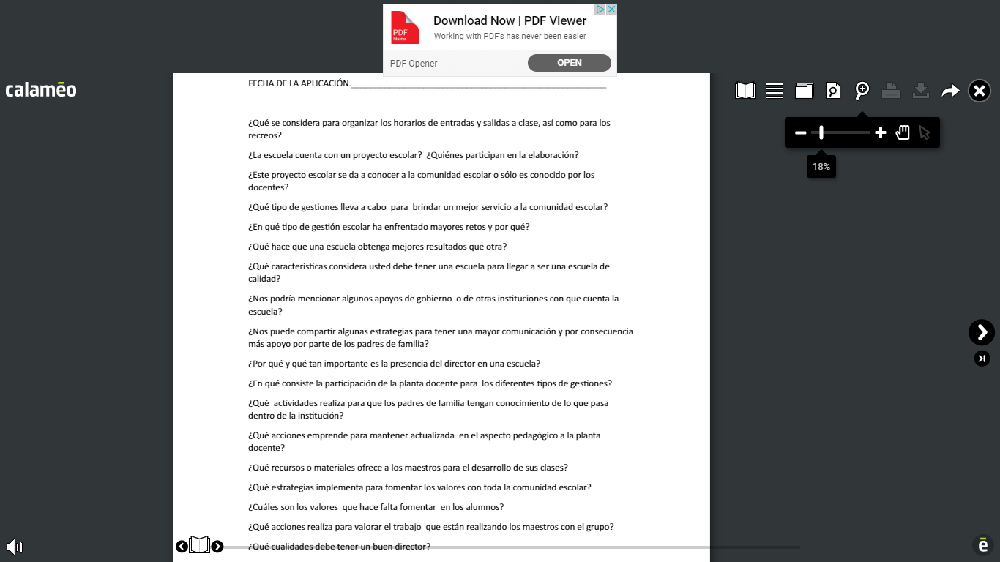 Download Now | PDF Viewer
Working with PDF's has never been easier
PDF
Master
PDF Opener
OPEN
calamēo
18%
FECHA DE LA APLICACIÓN.______________________________________________________
¿Qué se considera para organizar los horarios de entradas y salidas a clase, así como para los
recreos?
¿La escuela cuenta con un proyecto escolar?  ¿Quiénes participan en la elaboración?
¿Este proyecto escolar se da a conocer a la comunidad escolar o sólo es conocido por los
docentes?
¿Qué tipo de gestiones lleva a cabo  para  brindar un mejor servicio a la comunidad escolar?
¿En qué tipo de gestión escolar ha enfrentado mayores retos y por qué?
¿Qué hace que una escuela obtenga mejores resultados que otra?
¿Qué características considera usted debe tener una escuela para llegar a ser una escuela de
calidad?
¿Nos podría mencionar algunos apoyos de gobierno  o de otras instituciones con que cuenta la
escuela?
¿Nos puede compartir algunas estrategias para tener una mayor comunicación y por consecuencia
más apoyo por parte de los padres de familia?
¿Por qué y qué tan importante es la presencia del director en una escuela?
¿En qué consiste la participación de la planta docente para  los diferentes tipos de gestiones?
¿Qué  actividades realiza para que los padres de familia tengan conocimiento de lo que pasa
dentro de la institución?
¿Qué acciones emprende para mantener actualizada  en el aspecto pedagógico a la planta
docente?
¿Qué recursos o materiales ofrece a los maestros para el desarrollo de sus clases?
¿Qué estrategias implementa para fomentar los valores con toda la comunidad escolar?
¿Cuáles son los valores  que hace falta fomentar  en los alumnos?
¿Qué acciones realiza para valorar el trabajo  que están realizando los maestros con el grupo?
¿Qué cualidades debe tener un buen director?
ē